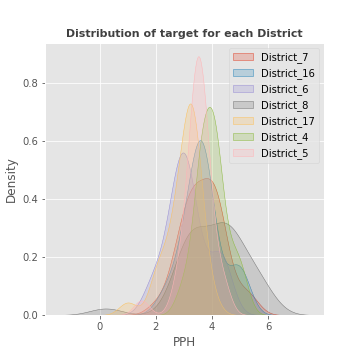 Distribution of target for each District
District_7
District_16
District_6
District_8
District_17
District_4
District_5
Density
0.8
0.6
0.4
0.2
0.0
0 2 4 6
PPH